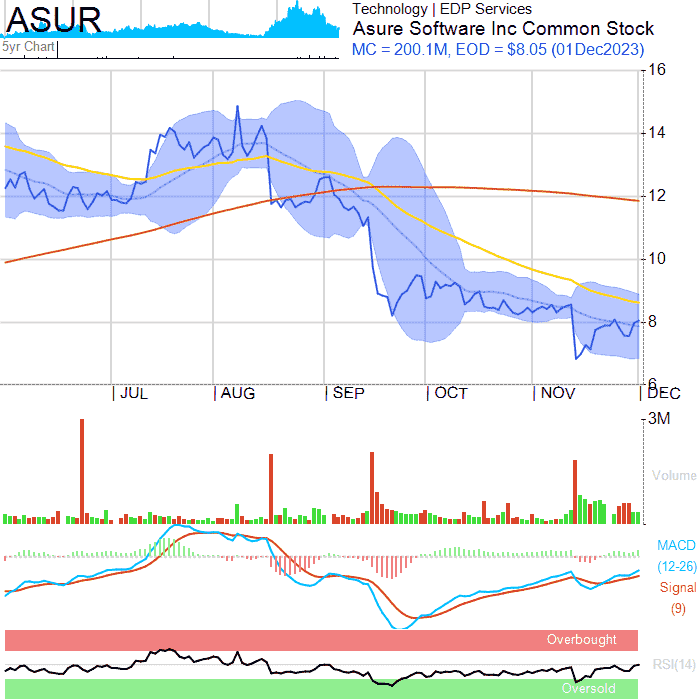 ASUR
5yr Chart
Technology | EDP Services
Asure Software Inc Common Stock
MC = 200.1M, EOD = $8.05 (01Dec2023)
16
14
12
10
8
6
JUL AUG SEP OCT NOV DEC
3M
Volume
MACD
(12-26)
Signal
(9)
Overbought
RSI(14)
Oversold